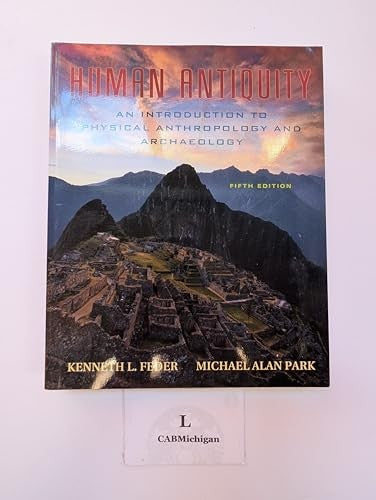 HUMAN ANTIQUITY
AN INTRODUCTION TO
PHYSICAL ANTHROPOLOGY AND
ARCHAEOLOGY
FIFTH EDITION
KENNETH L. FEDER MICHAEL ALAN PARK
L
CABMichigan